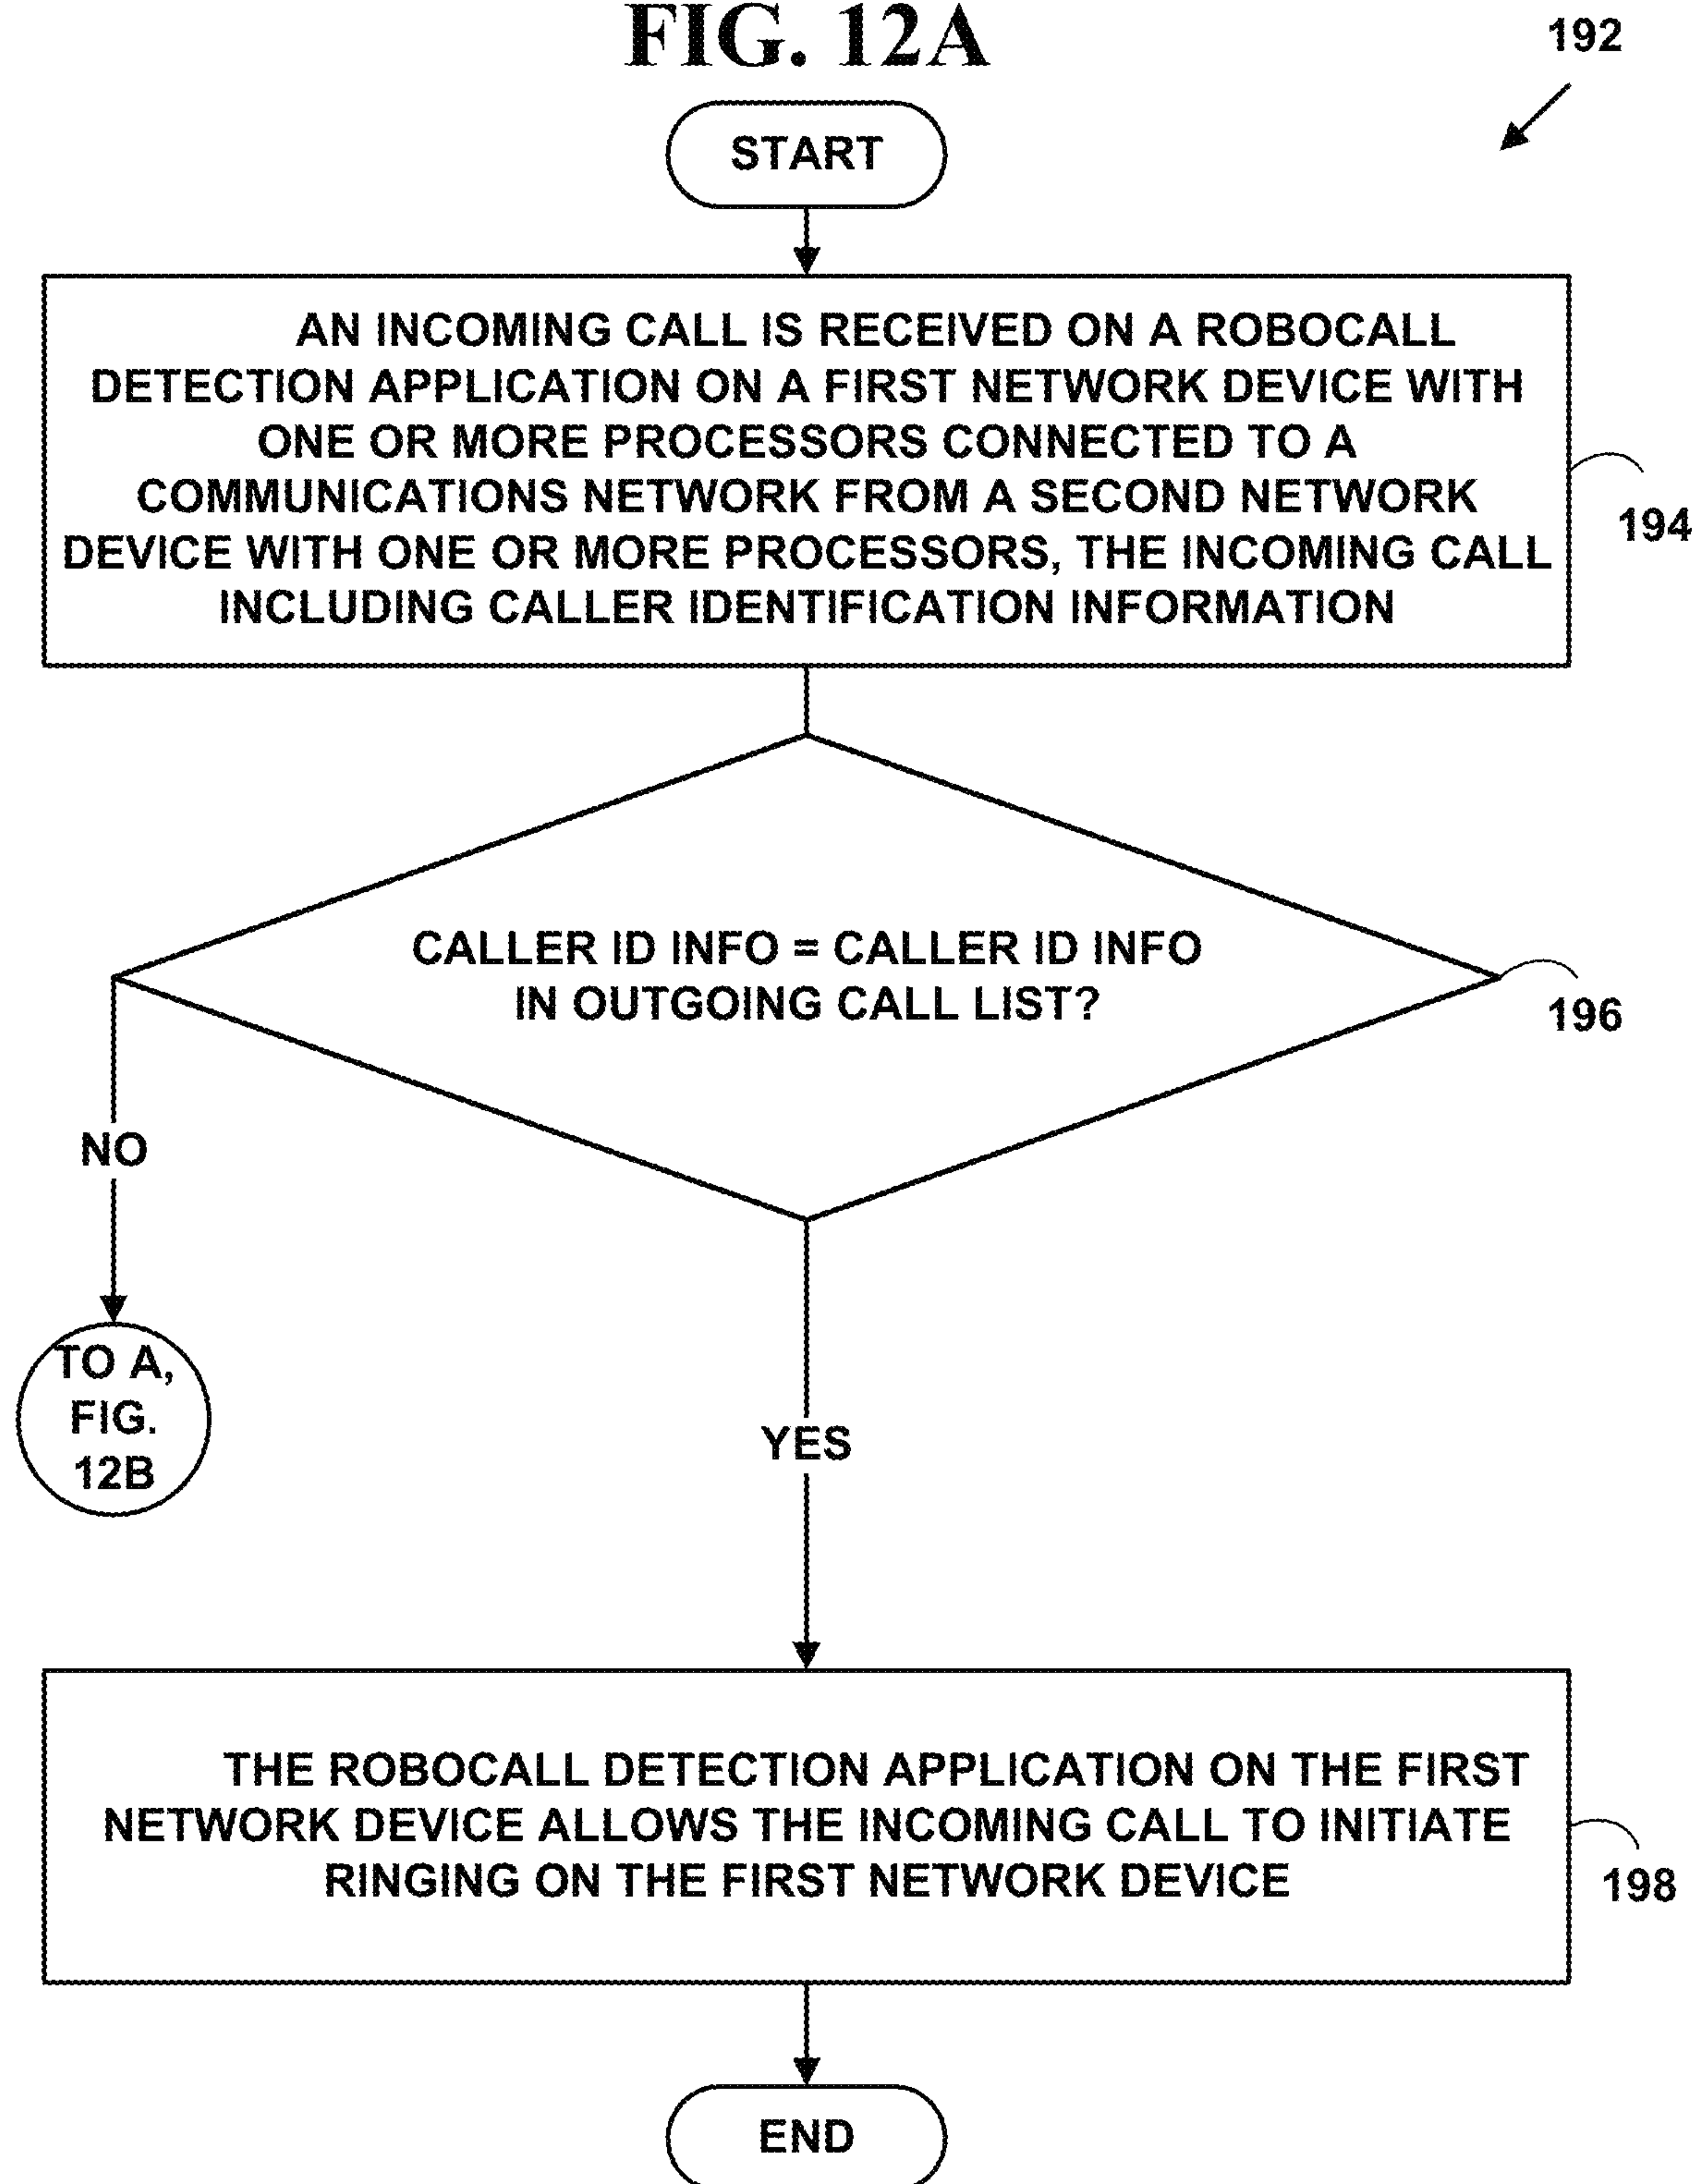 FIG. 12A
192
START
AN INCOMING CALL IS RECEIVED ON A ROBOCALL
DETECTION APPLICATION ON A FIRST NETWORK DEVICE WITH
ONE OR MORE PROCESSORS CONNECTED TO A
COMMUNICATIONS NETWORK FROM A SECOND NETWORK
DEVICE WITH ONE OR MORE PROCESSORS, THE INCOMING CALL
INCLUDING CALLER IDENTIFICATION INFORMATION
194
CALLER ID INFO = CALLER ID INFO
IN OUTGOING CALL LIST?
196
NO
TO A,
FIG.
12B
YES
THE ROBOCALL DETECTION APPLICATION ON THE FIRST
NETWORK DEVICE ALLOWS THE INCOMING CALL TO INITIATE
RINGING ON THE FIRST NETWORK DEVICE
198
END